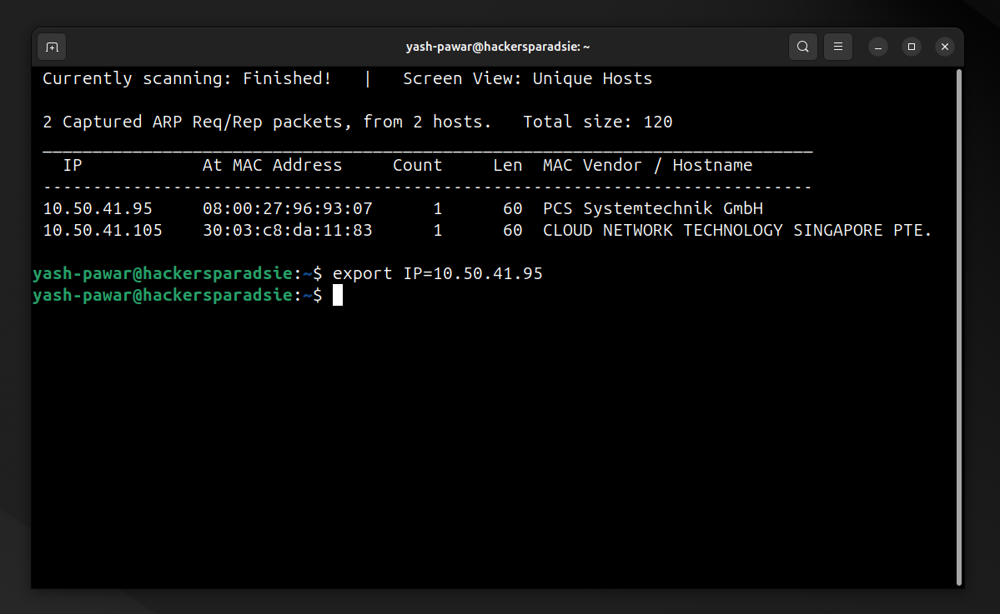 yash-pawar@hackersparadsie: ~
Currently scanning: Finished!   |   Screen View: Unique Hosts
2 Captured ARP Req/Rep packets, from 2 hosts.   Total size: 120
_____________________________________________________________________________
  IP            At MAC Address     Count     Len  MAC Vendor / Hostname
-----------------------------------------------------------------------------
10.50.41.95     08:00:27:96:93:07      1      60  PCS Systemtechnik GmbH
10.50.41.105    30:03:c8:da:11:83      1      60  CLOUD NETWORK TECHNOLOGY SINGAPORE PTE.
yash-pawar@hackersparadsie:~$ export IP=10.50.41.95
yash-pawar@hackersparadsie:~$